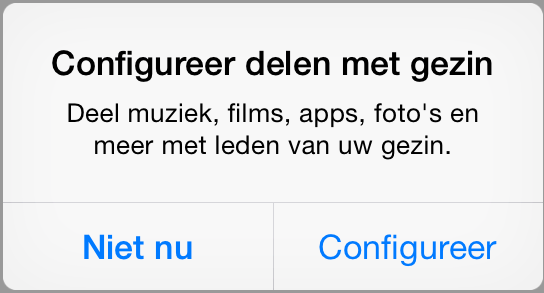 Configureer delen met gezin
Deel muziek, films, apps, foto's en
meer met leden van uw gezin.
Niet nu
Configureer